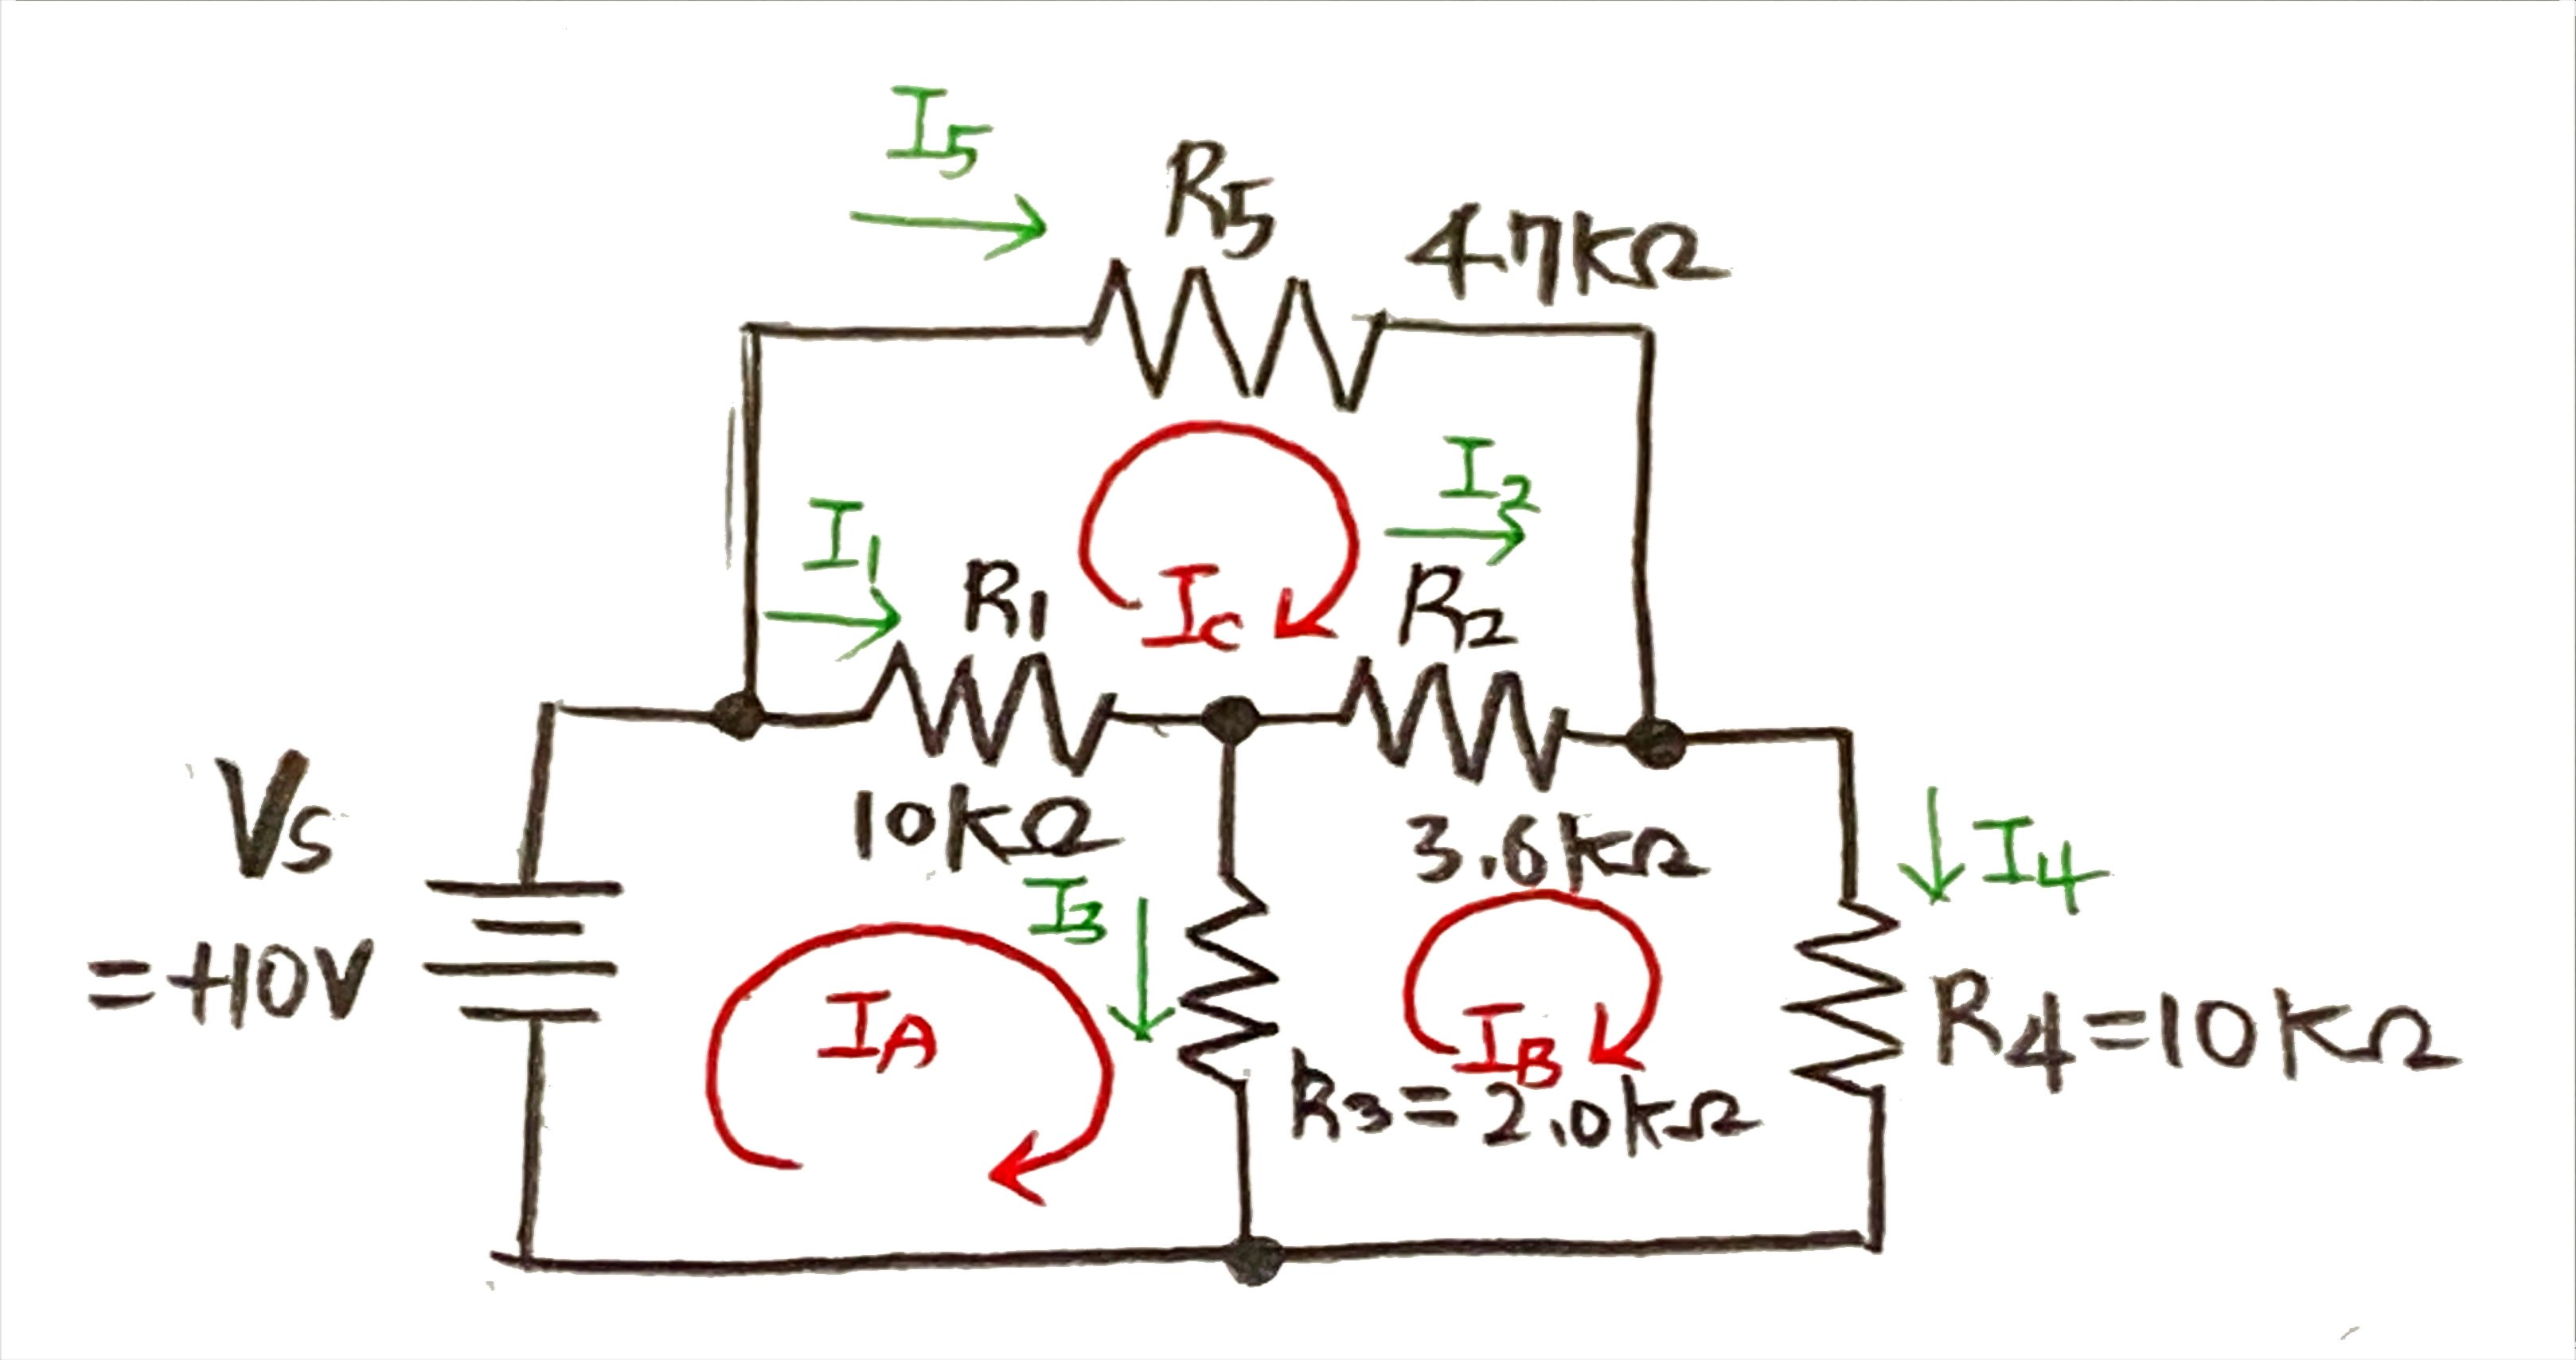 I5
R5
4.7KΩ
I2
I1
R1
IC
R2
VS
=+10V
10KΩ
3.6KΩ
I3
I4
IA
IB
R4=10KΩ
R3=2.0KΩ